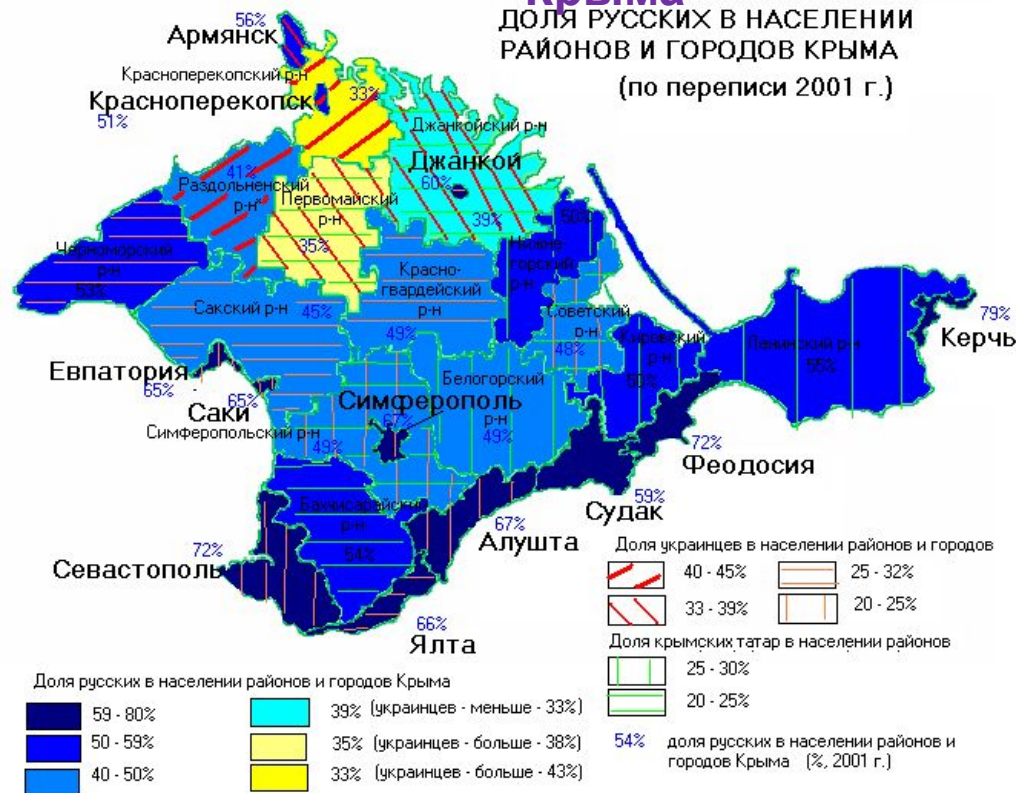 Крыма
ДОЛЯ РУССКИХ В НАСЕЛЕНИИ
РАЙОНОВ И ГОРОДОВ КРЫМА
(по переписи 2001 г.)
56%
Армянск
Красноперекопский р-н
33%
Красноперекопск
51%
Джанкойский р-н
Джанкой
60%
39%
41%
Раздольненский
р-н
Первомайский
р-н
35%
50%
Нижне-
горский
р-н
Черноморский
р-н
53%
Красно-
гвардейский
р-н
49%
Сакский р-н 45%
Советский
р-н
48%
Кировский
р-н
50%
Ленинский р-н
55%
79%
Керчь
Евпатория
65%
Саки
65%
Белогорский
р-н
49%
Симферополь
67%
Симферопольский р-н
49%
72%
Феодосия
59%
Судак
67%
Алушта
Бахчисарайский
р-н
54%
72%
Севастополь
66%
Ялта
Доля украинцев в населении районов и городов
40 - 45%
25 - 32%
33 - 39%
20 - 25%
Доля крымских татар в населении районов
25 - 30%
20 - 25%
54% доля русских в населении районов и
городов Крыма (%, 2001 г.)
Доля русских в населении районов и городов Крыма
59 - 80%
39% (украинцев - меньше - 33%)
50 - 59%
35% (украинцев - больше - 38%)
40 - 50%
33% (украинцев - больше - 43%)